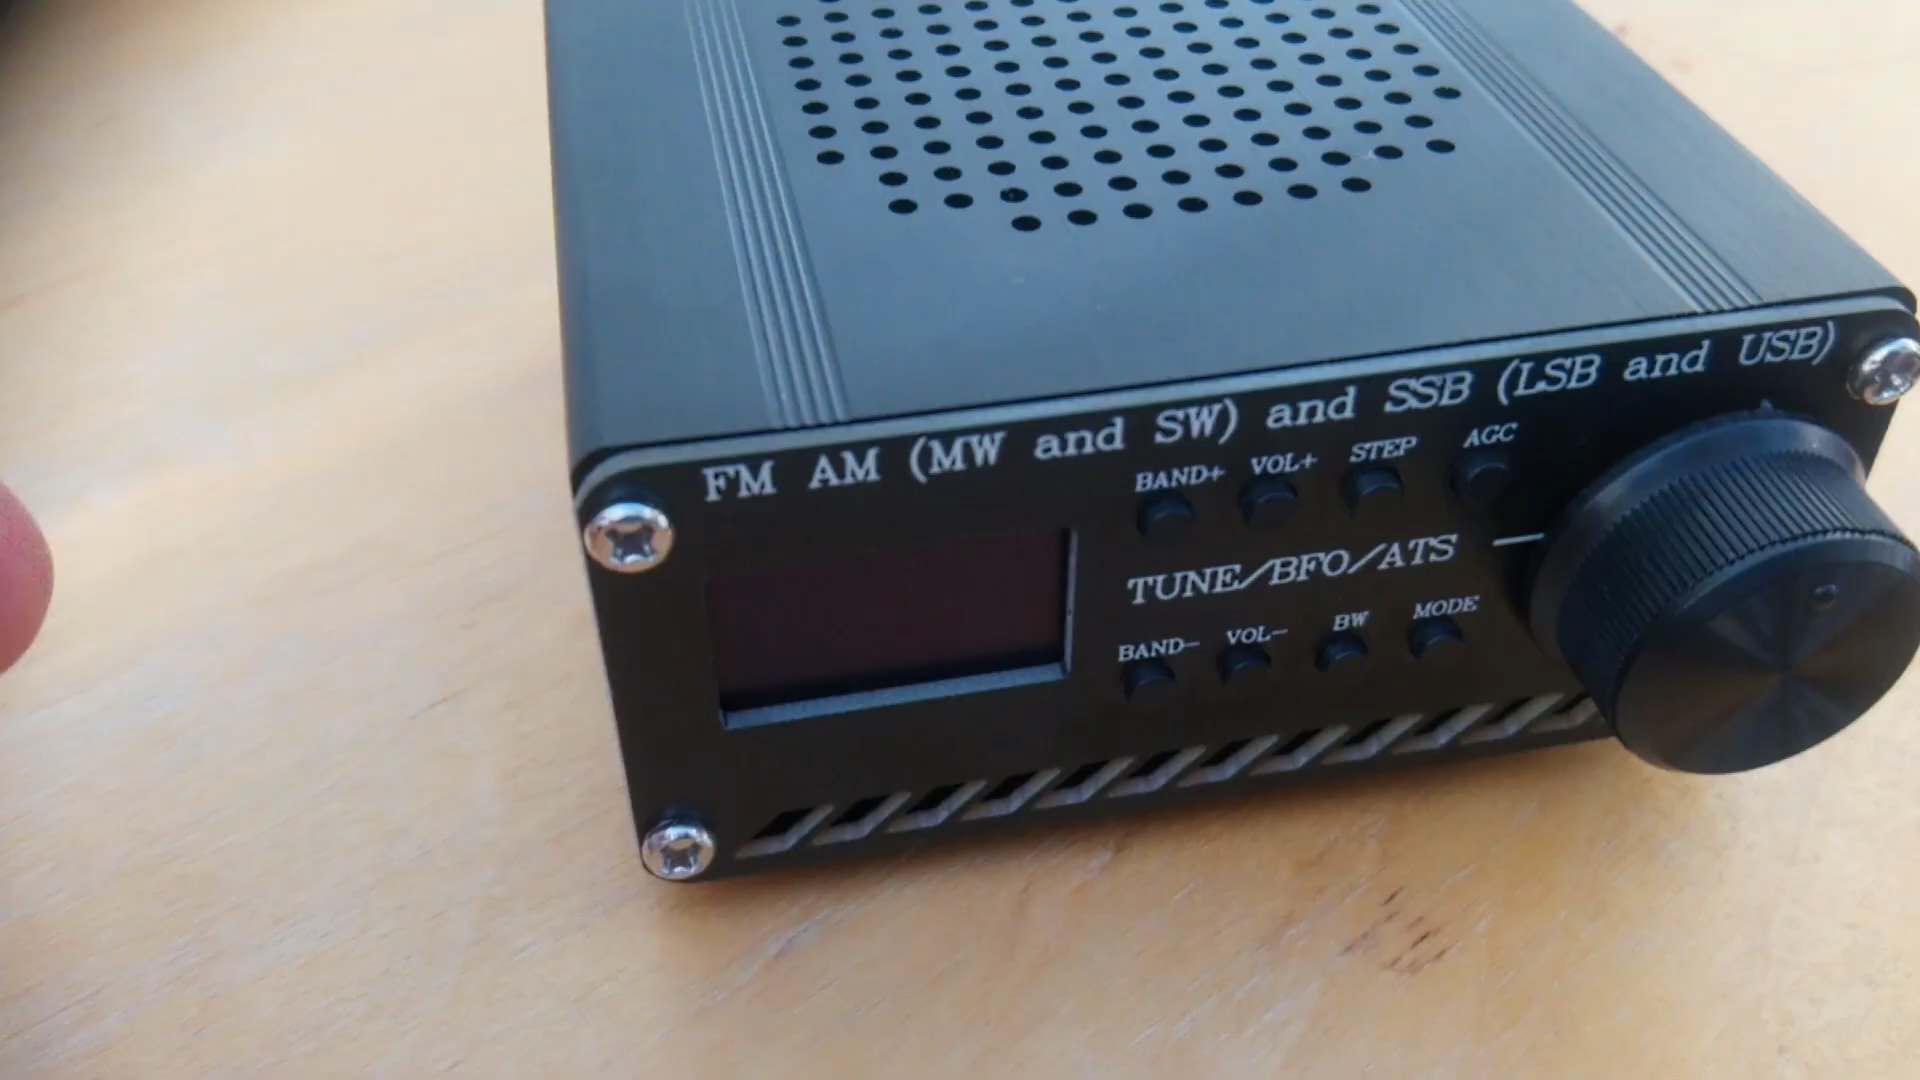 FM AM (MW and SW) and SSB (LSB and USB)
BAND+ VOL+ STEP AGC
TUNE/BFO/ATS
BAND- VOL- BW MODE